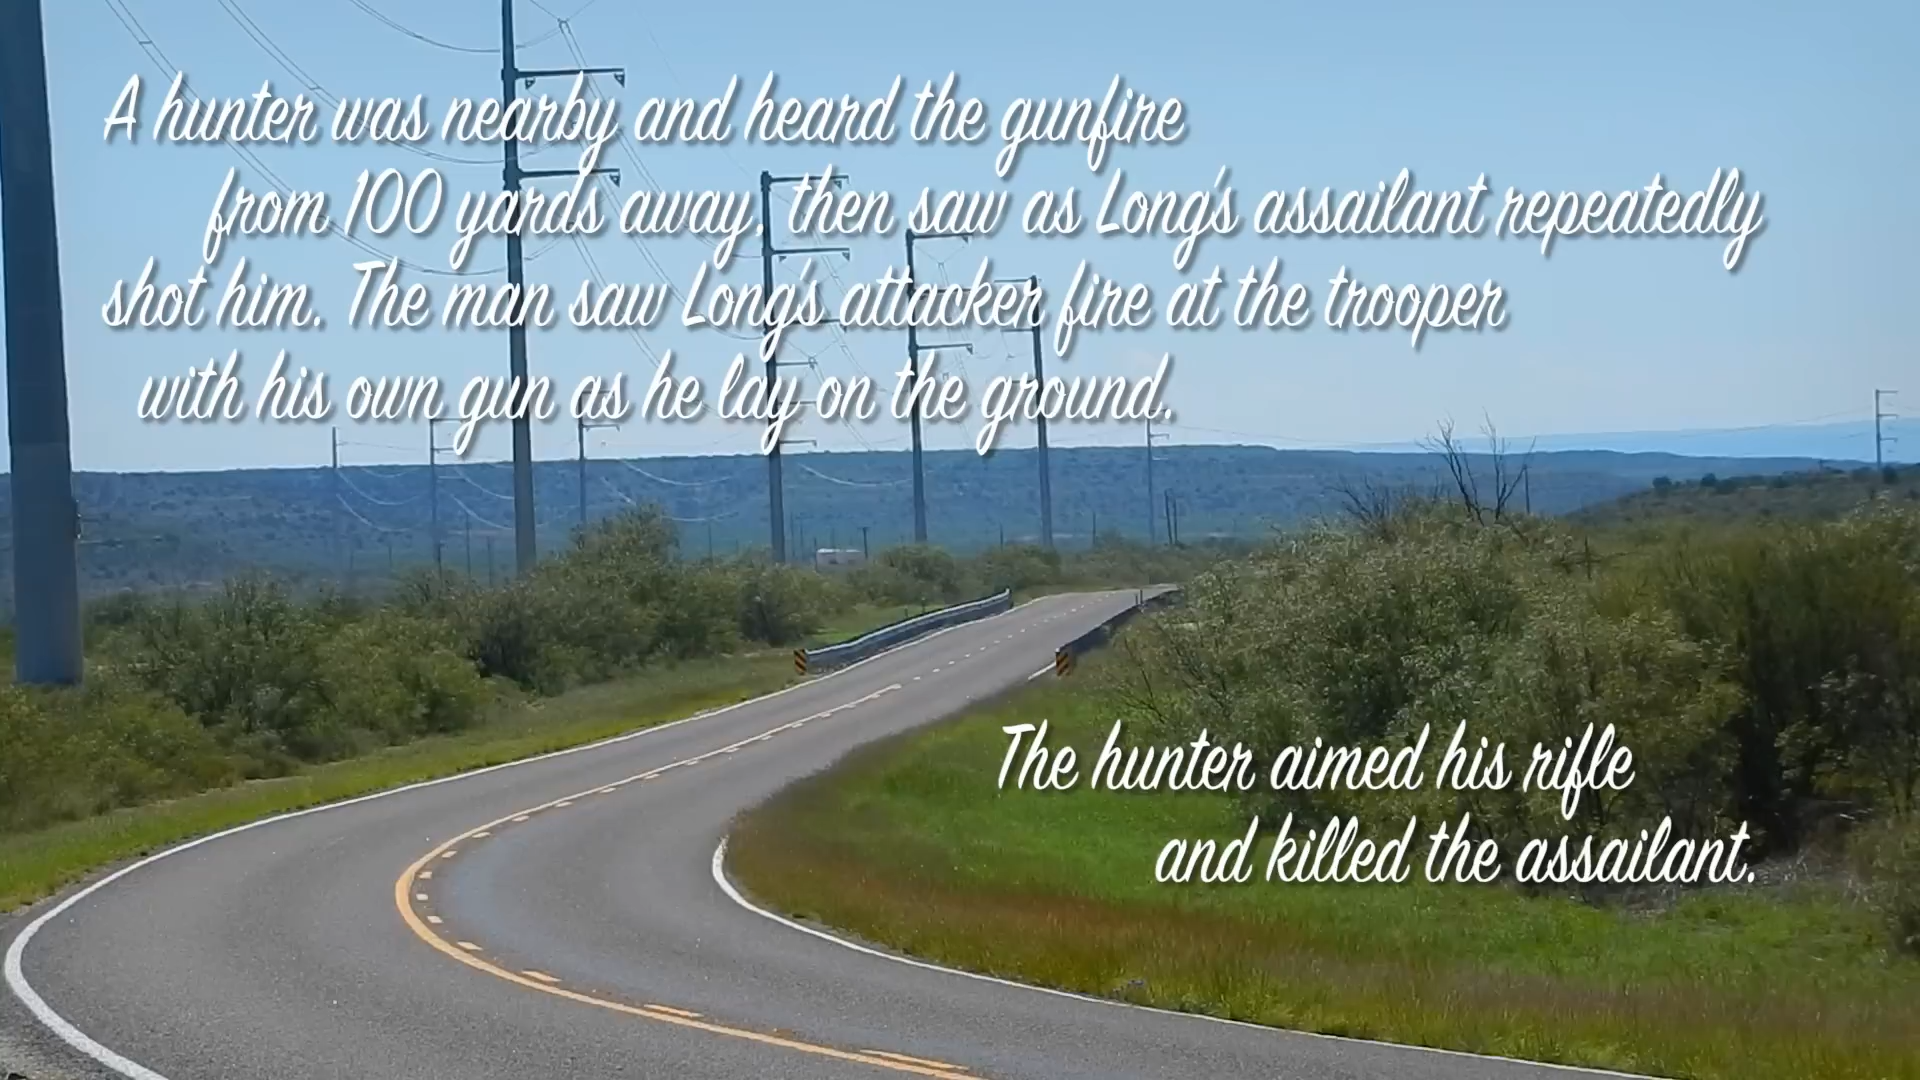 A hunter was nearby and heard the gunfire
from 100 yards away, then saw as Long's assailant repeatedly
shot him. The man saw Long's attacker fire at the trooper
with his own gun as he lay on the ground.
The hunter aimed his rifle
and killed the assailant.